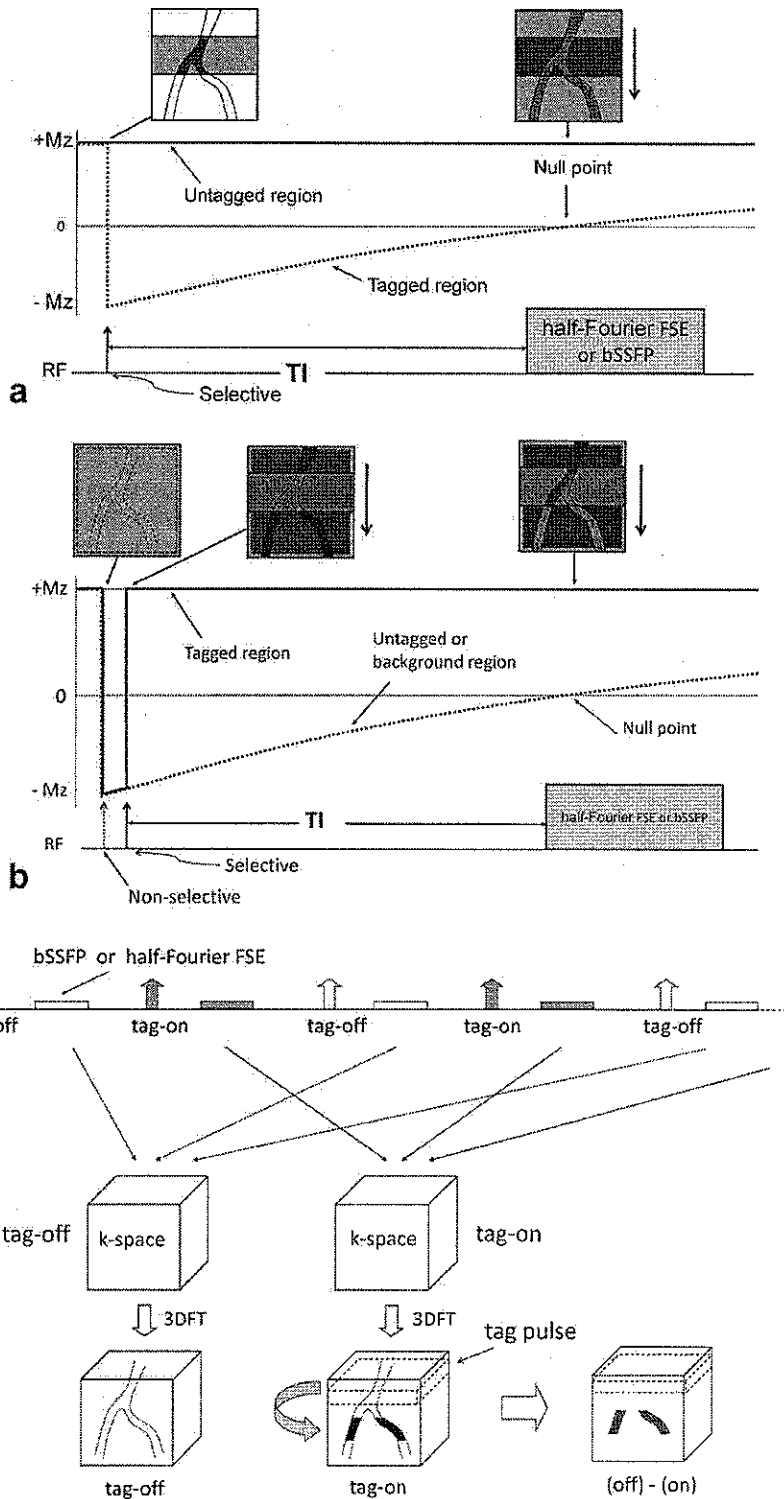 +Mz
Null point
Untagged region
0
Tagged region
- Mz
half-Fourier FSE
or bSSFP
RF
TI
a
Selective
+Mz
Tagged region
Untagged or
background region
0
Null point
- Mz
TI
half-Fourier FSE or bSSFP
RF
Selective
b
Non-selective
bSSFP or half-Fourier FSE
off
tag-on
tag-off
tag-on
tag-off
tag-off
k-space
k-space
tag-on
3DFT
3DFT
tag pulse
tag-off
tag-on
(off) - (on)